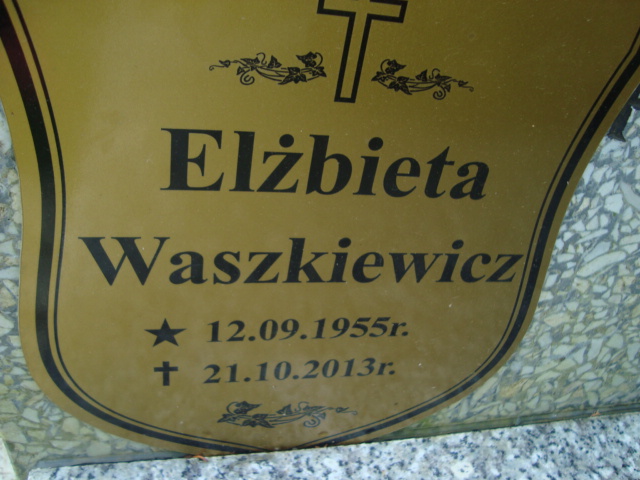 Elżbieta
Waszkiewicz
★ 12.09.1955r.
✝ 21.10.2013r.